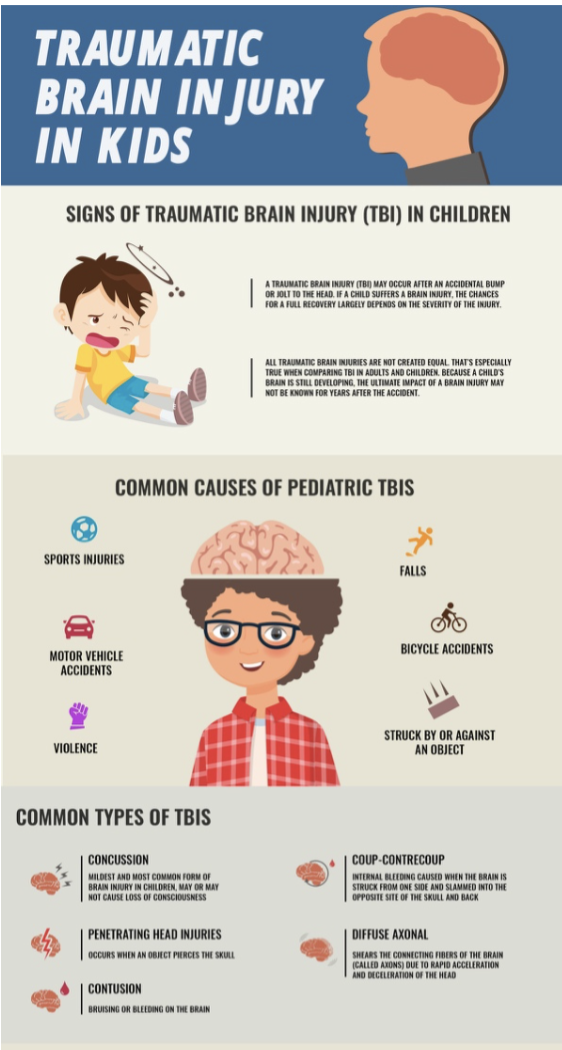 TRAUMATIC
BRAIN INJURY
IN KIDS
SIGNS OF TRAUMATIC BRAIN INJURY (TBI) IN CHILDREN
A TRAUMATIC BRAIN INJURY (TBI) MAY OCCUR AFTER AN ACCIDENTAL BUMP
OR JOLT TO THE HEAD. IF A CHILD SUFFERS A BRAIN INJURY, THE CHANCES
FOR A FULL RECOVERY LARGELY DEPENDS ON THE SEVERITY OF THE INJURY.
ALL TRAUMATIC BRAIN INJURIES ARE NOT CREATED EQUAL. THAT'S ESPECIALLY
TRUE WHEN COMPARING TBI IN ADULTS AND CHILDREN. BECAUSE A CHILD'S
BRAIN IS STILL DEVELOPING, THE ULTIMATE IMPACT OF A BRAIN INJURY MAY
NOT BE KNOWN FOR YEARS AFTER THE ACCIDENT.
COMMON CAUSES OF PEDIATRIC TBIS
SPORTS INJURIES
MOTOR VEHICLE
ACCIDENTS
VIOLENCE
FALLS
BICYCLE ACCIDENTS
STRUCK BY OR AGAINST
AN OBJECT
COMMON TYPES OF TBIS
CONCUSSION
MILDEST AND MOST COMMON FORM OF
BRAIN INJURY IN CHILDREN, MAY OR MAY
NOT CAUSE LOSS OF CONSCIOUSNESS
PENETRATING HEAD INJURIES
OCCURS WHEN AN OBJECT PIERCES THE SKULL
CONTUSION
BRUISING OR BLEEDING ON THE BRAIN
COUP-CONTRECOUP
INTERNAL BLEEDING CAUSED WHEN THE BRAIN IS
STRUCK FROM ONE SIDE AND SLAMMED INTO THE
OPPOSITE SITE OF THE SKULL AND BACK
DIFFUSE AXONAL
SHEARS THE CONNECTING FIBERS OF THE BRAIN
(CALLED AXONS) DUE TO RAPID ACCELERATION
AND DECELERATION OF THE HEAD